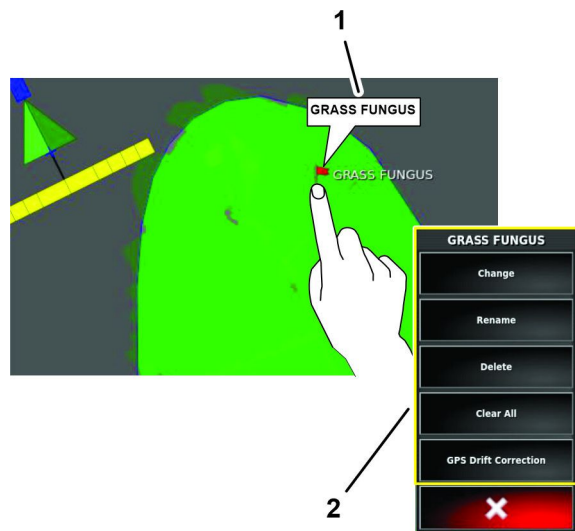 1
GRASS FUNGUS
GRASS FUNGUS
GRASS FUNGUS
Change
Rename
Delete
Clear All
GPS Drift Correction
2